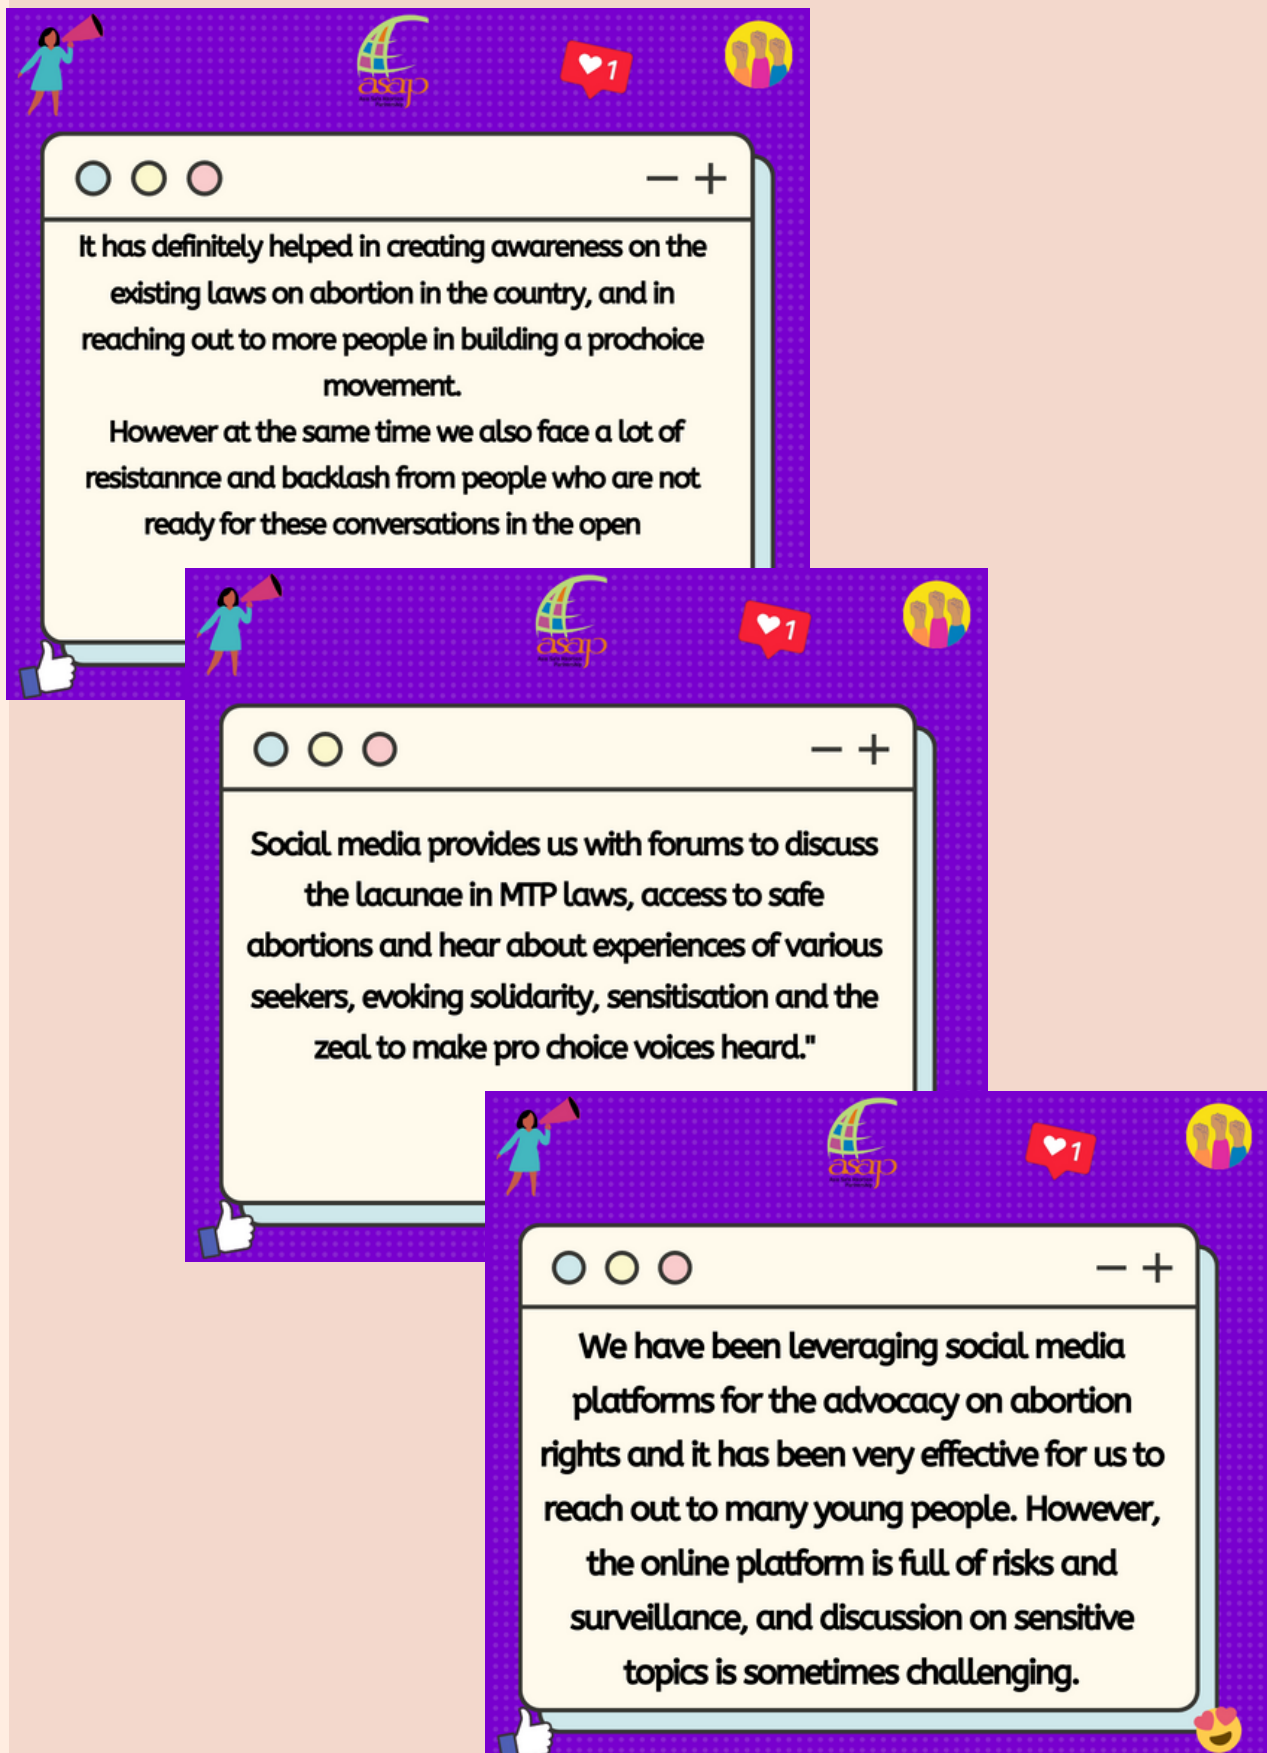 asap
1
It has definitely helped in creating awareness on the
existing laws on abortion in the country, and in
reaching out to more people in building a prochoice
movement.
However at the same time we also face a lot of
resistannce and backlash from people who are not
ready for these conversations in the open
asap
1
Social media provides us with forums to discuss
the lacunae in MTP laws, access to safe
abortions and hear about experiences of various
seekers, evoking solidarity, sensitisation and the
zeal to make pro choice voices heard."
asap
1
We have been leveraging social media
platforms for the advocacy on abortion
rights and it has been very effective for us to
reach out to many young people. However,
the online platform is full of risks and
surveillance, and discussion on sensitive
topics is sometimes challenging.